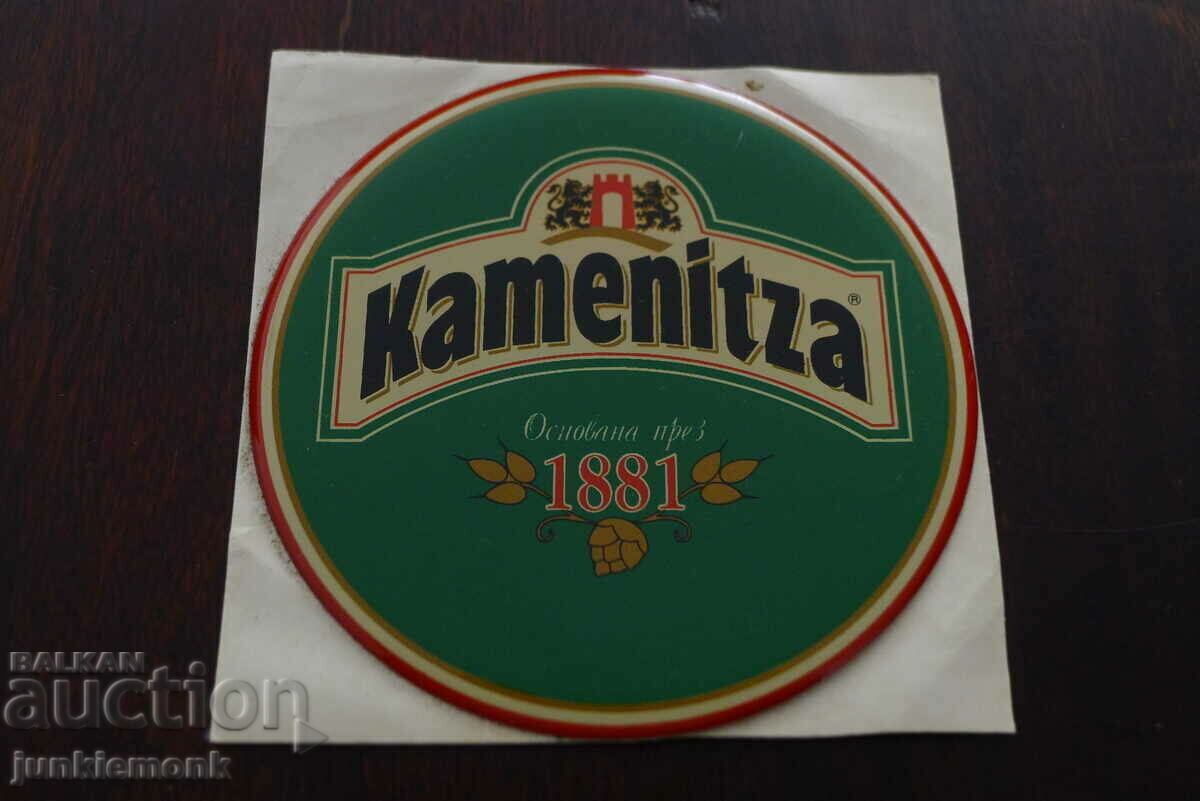 Kamenitza®
Основана през
1881
BALKAN
auction
junkiemonk